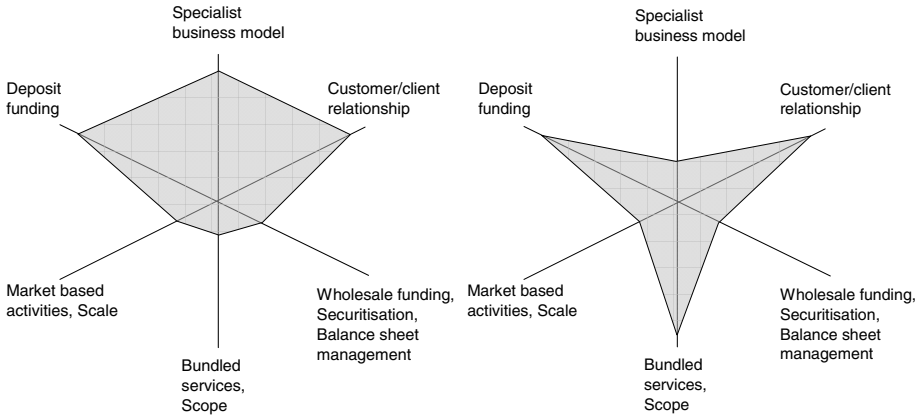 Specialist
business model
Deposit
funding
Customer/client
relationship
Market based
activities, Scale
Wholesale funding,
Securitisation,
Balance sheet
management
Bundled
services,
Scope
Specialist
business model
Deposit
funding
Customer/client
relationship
Market based
activities, Scale
Wholesale funding,
Securitisation,
Balance sheet
management
Bundled
services,
Scope